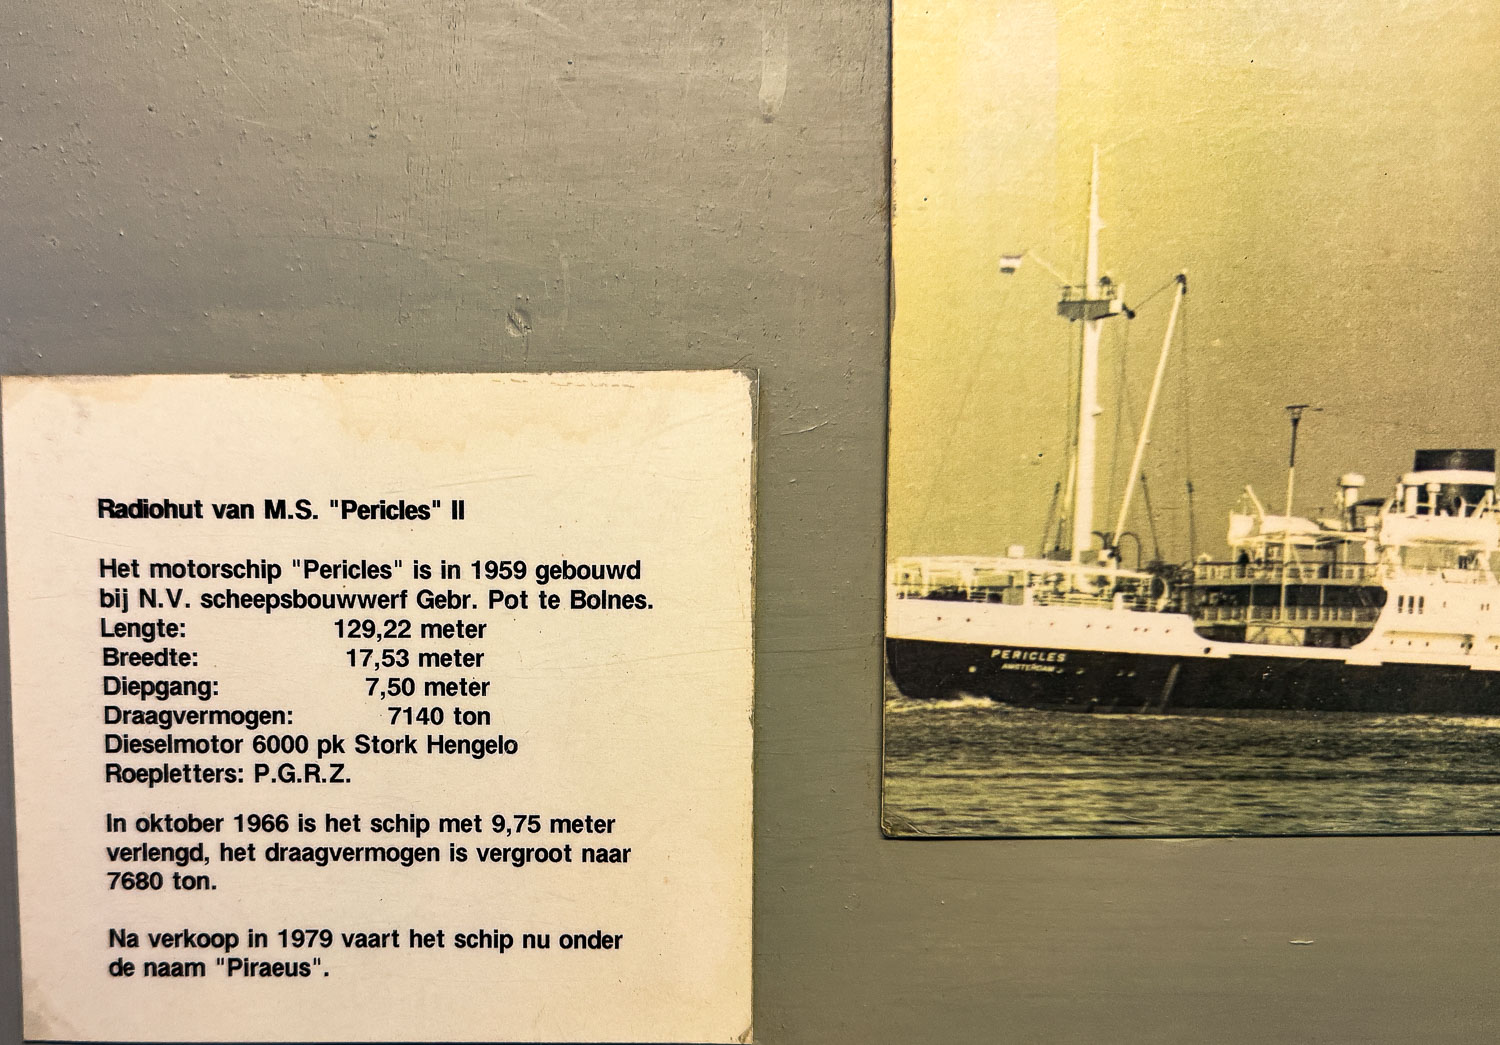 Radiohut van M.S. "Pericles" II
Het motorschip "Pericles" is in 1959 gebouwd
bij N.V. scheepsbouwwerf Gebr. Pot te Bolnes.
Lengte: 129,22 meter
Breedte: 17,53 meter
Diepgang: 7,50 meter
Draagvermogen: 7140 ton
Dieselmotor 6000 pk Stork Hengelo
Roepletters: P.G.R.Z.
In oktober 1966 is het schip met 9,75 meter
verlengd, het draagvermogen is vergroot naar
7680 ton.
Na verkoop in 1979 vaart het schip nu onder
de naam "Piraeus".
PERICLES
AMSTERDAM